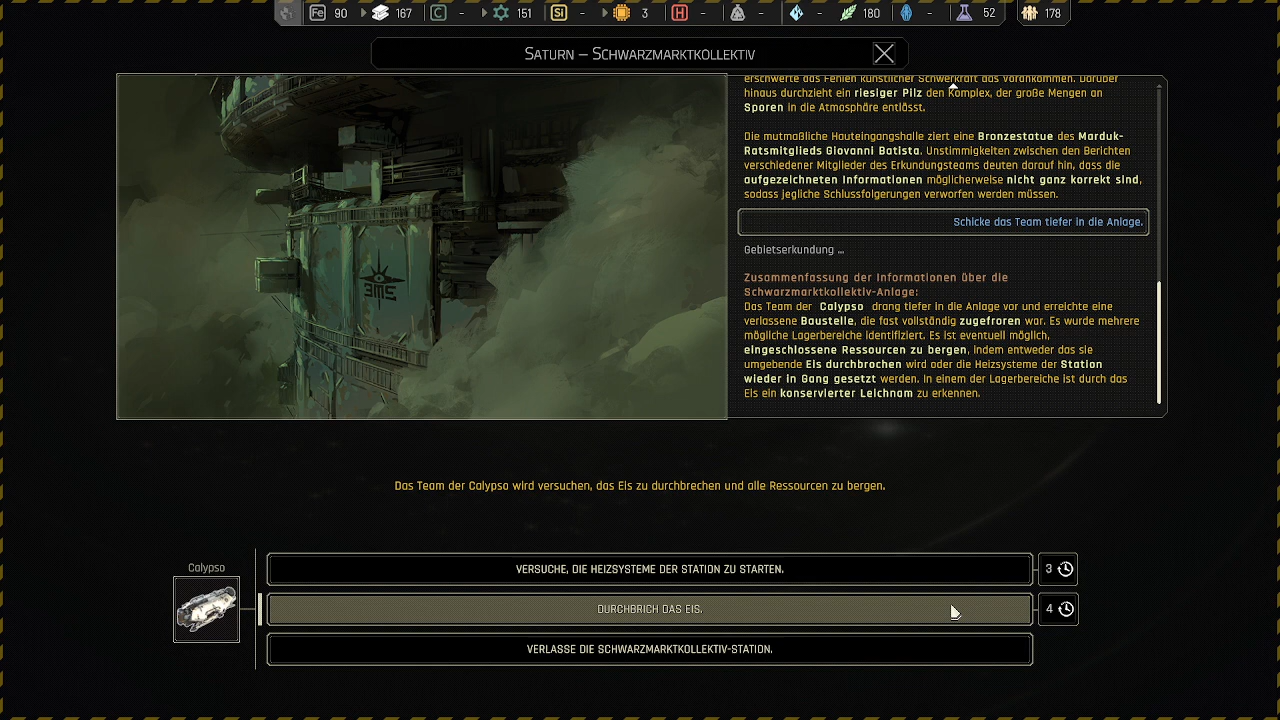 Fe 90 167 C - 151 Si - 3 H - - - 180 - 52 178
Saturn – Schwarzmarktkollektiv
erschwerte das Fehlen künstlicher Schwerkraft das Vorankommen. Darüber
hinaus durchzieht ein riesiger Pilz den Komplex, der große Mengen an
Sporen in die Atmosphäre entlässt.
Die mutmaßliche Hauteingangshalle ziert eine Bronzestatue des Marduk-
Ratsmitglieds Giovanni Batista. Unstimmigkeiten zwischen den Berichten
verschiedener Mitglieder des Erkundungsteams deuten darauf hin, dass die
aufgezeichneten Informationen möglicherweise nicht ganz korrekt sind,
sodass jegliche Schlussfolgerungen verworfen werden müssen.
Schicke das Team tiefer in die Anlage.
Gebietserkundung ...
Zusammenfassung der Informationen über die
Schwarzmarktkollektiv-Anlage:
Das Team der Calypso drang tiefer in die Anlage vor und erreichte eine
verlassene Baustelle, die fast vollständig zugefroren war. Es wurde mehrere
mögliche Lagerbereiche identifiziert. Es ist eventuell möglich,
eingeschlossene Ressourcen zu bergen, indem entweder das sie
umgebende Eis durchbrochen wird oder die Heizsysteme der Station
wieder in Gang gesetzt werden. In einem der Lagerbereiche ist durch das
Eis ein konservierter Leichnam zu erkennen.
Das Team der Calypso wird versuchen, das Eis zu durchbrechen und alle Ressourcen zu bergen.
Calypso
VERSUCHE, DIE HEIZSYSTEME DER STATION ZU STARTEN. 3
DURCHBRICH DAS EIS. 4
VERLASSE DIE SCHWARZMARKTKOLLEKTIV-STATION.